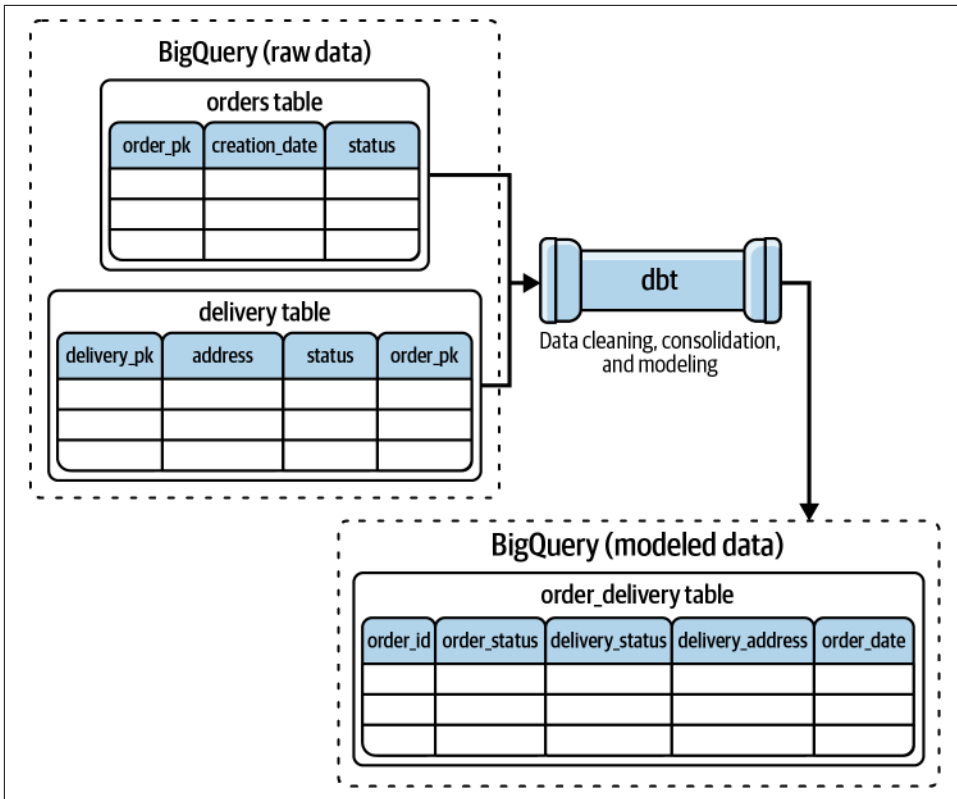 BigQuery (raw data)
orders table
order_pk creation_date status
delivery table
delivery_pk address status order_pk
dbt
Data cleaning, consolidation,
and modeling
BigQuery (modeled data)
order_delivery table
order_id order_status delivery_status delivery_address order_date